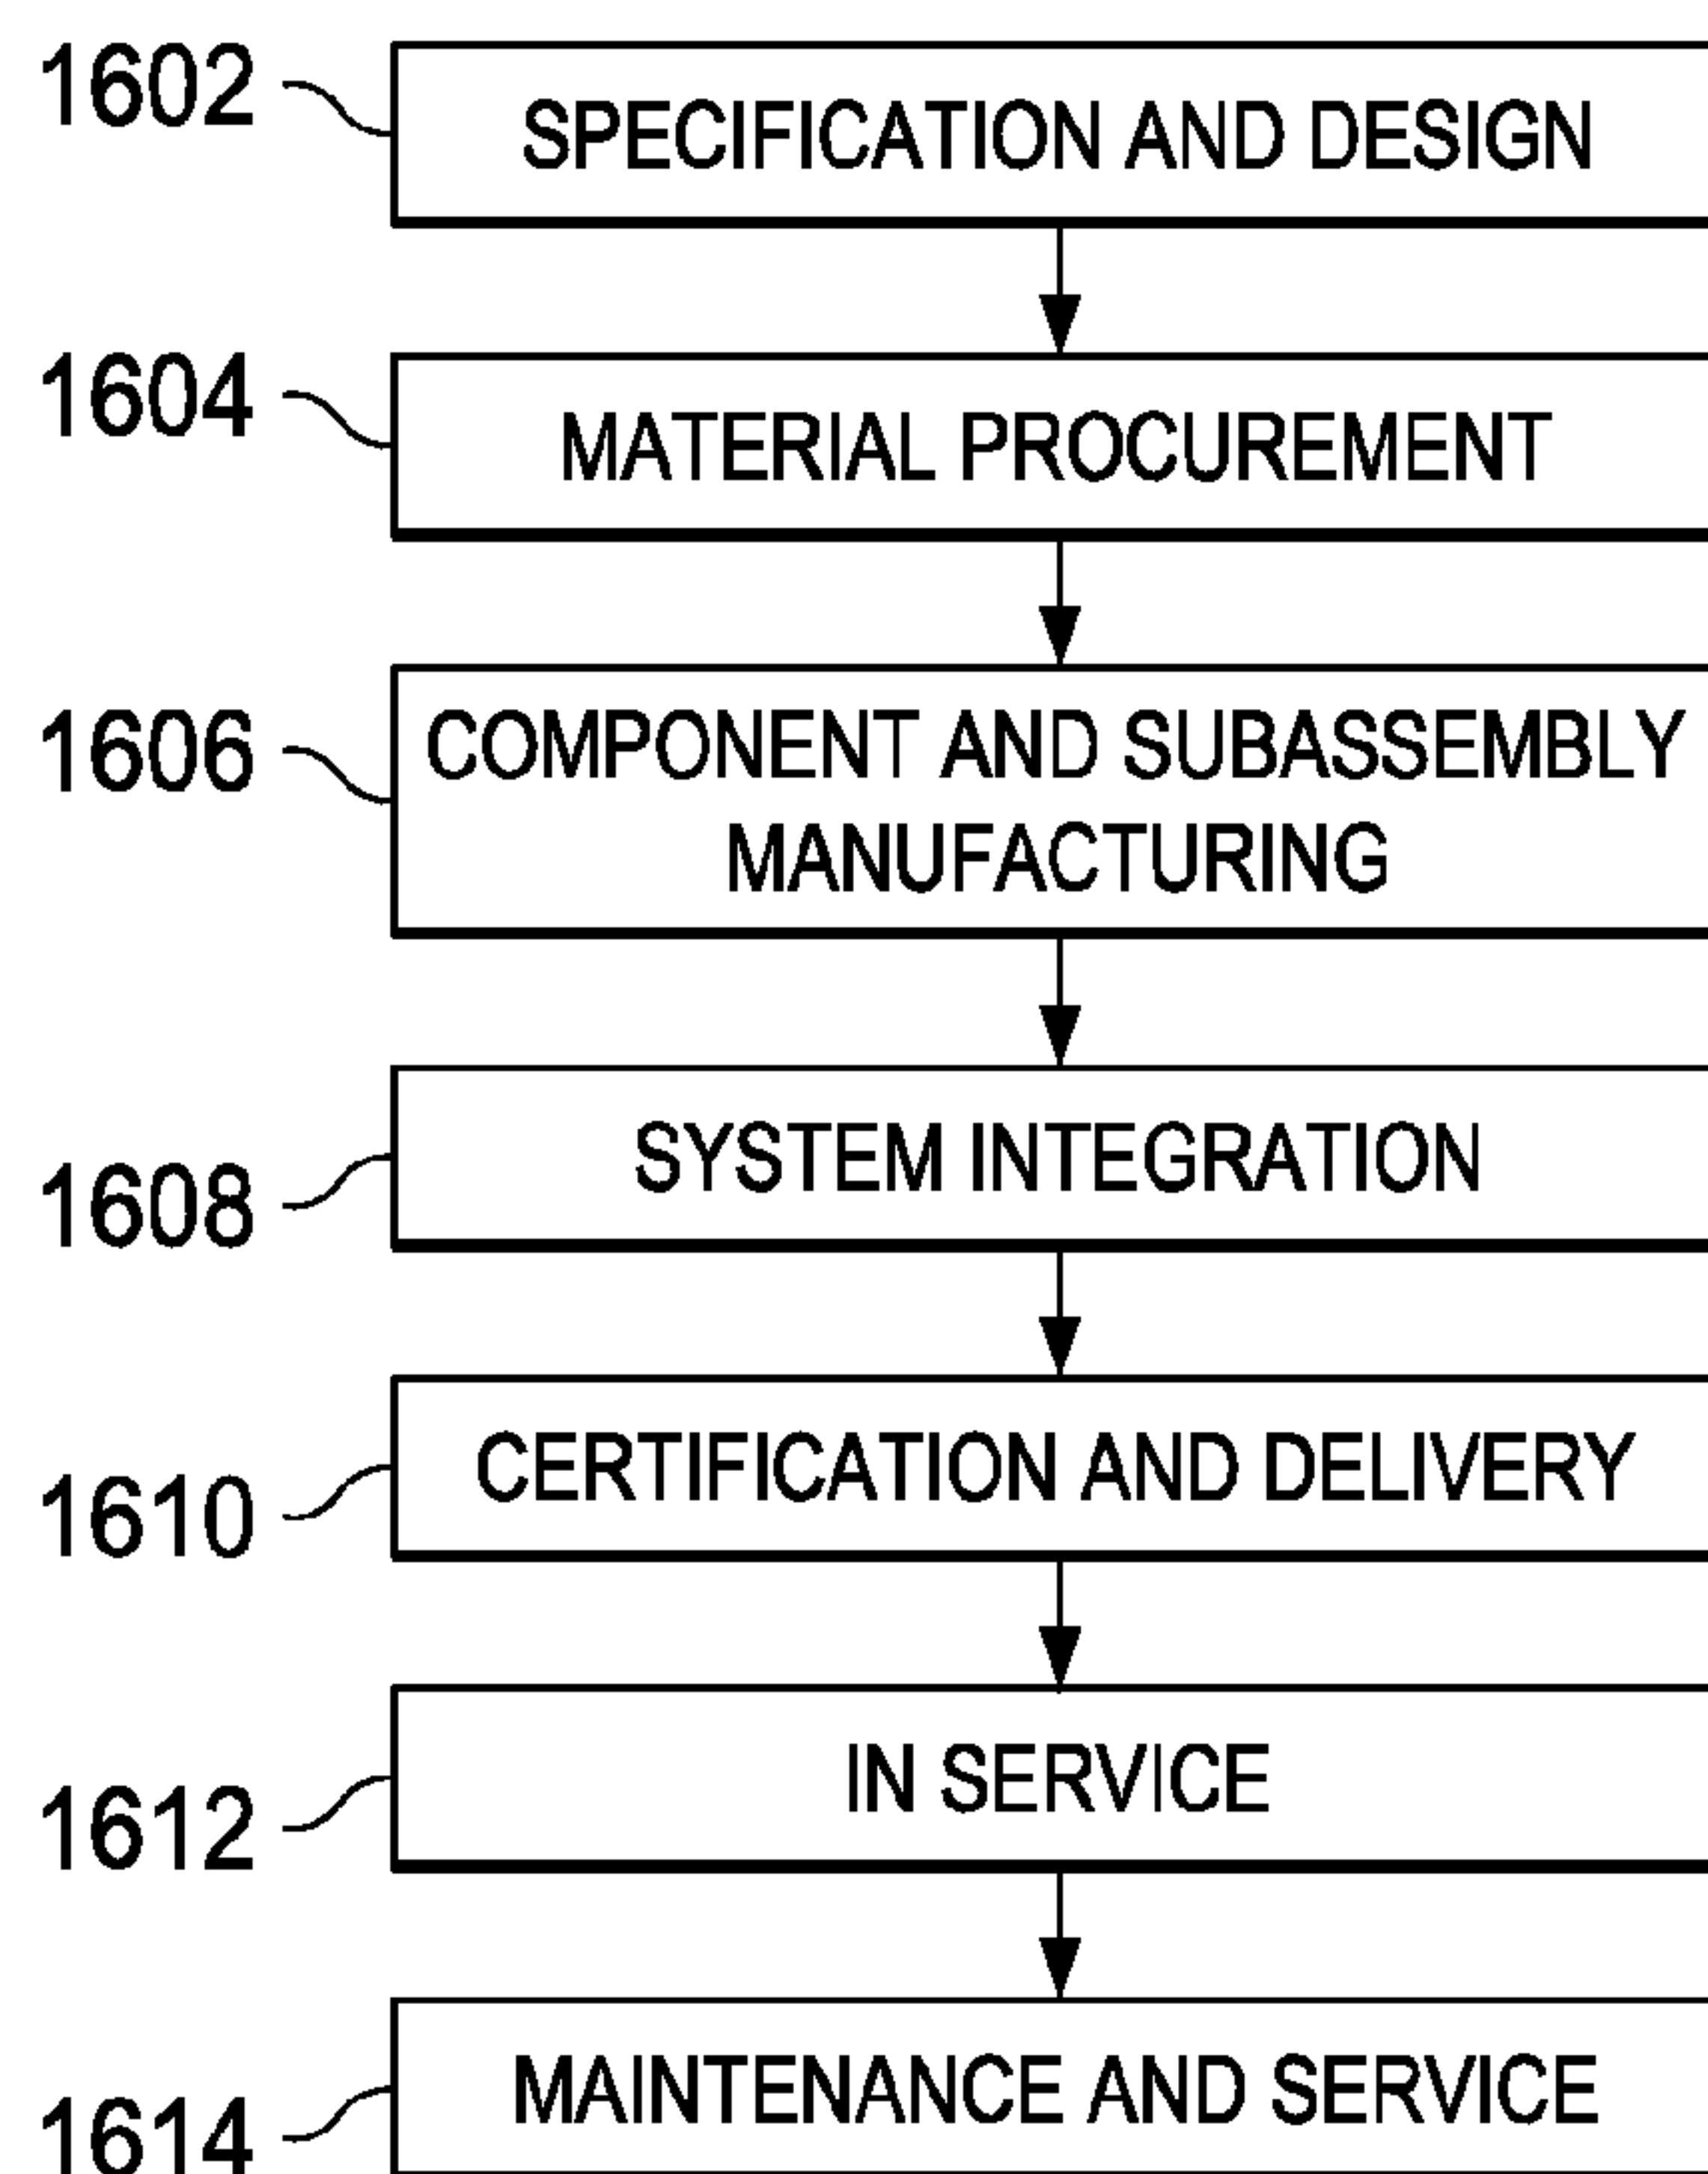 1602
SPECIFICATION AND DESIGN
1604
MATERIAL PROCUREMENT
1606
COMPONENT AND SUBASSEMBLY
MANUFACTURING
1608
SYSTEM INTEGRATION
1610
CERTIFICATION AND DELIVERY
1612
IN SERVICE
1614
MAINTENANCE AND SERVICE